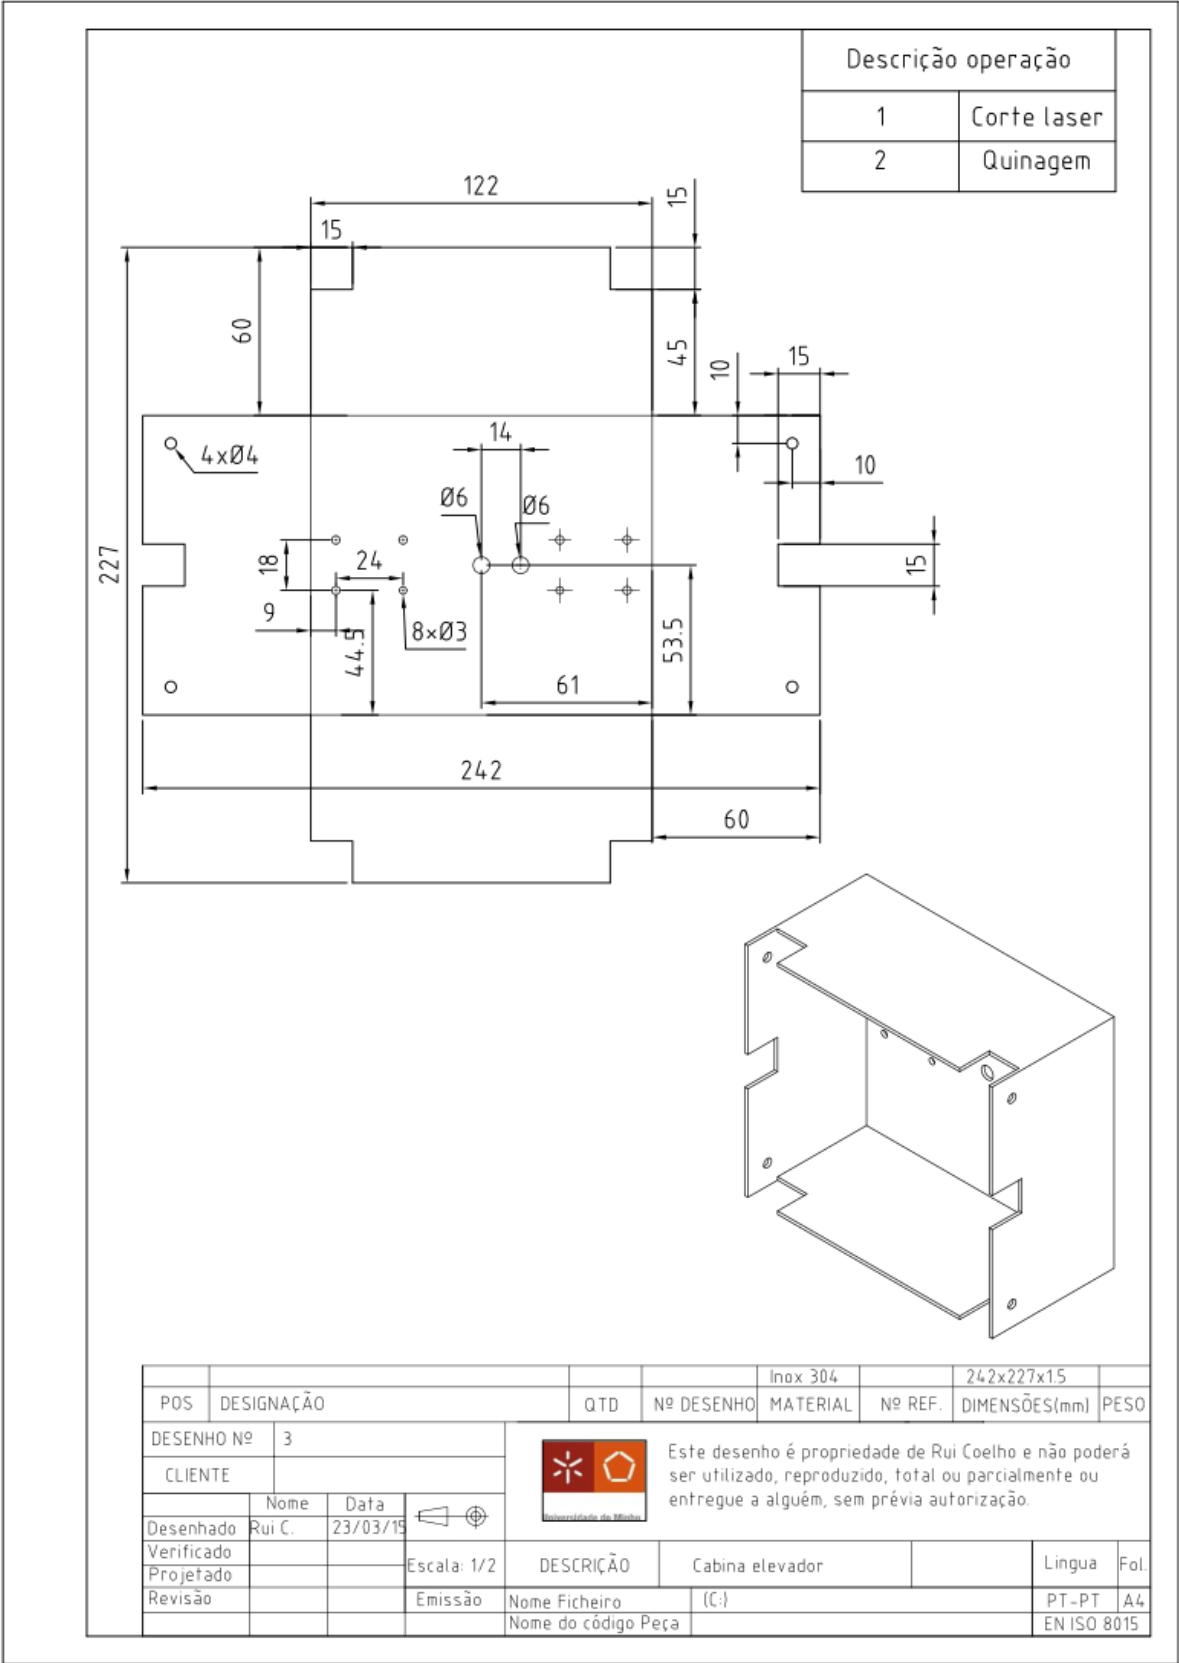 Descrição operação
1 Corte laser
2 Quinagem
122
15
15
60
45
10
15
14
10
4xØ4
Ø6
Ø6
227
18
24
15
9
44.5
8xØ3
53.5
61
242
60
Inox 304 242x227x1.5
POS DESIGNAÇÃO QTD Nº DESENHO MATERIAL Nº REF. DIMENSÕES(mm) PESO
DESENHO Nº 3
CLIENTE
Este desenho é propriedade de Rui Coelho e não poderá
ser utilizado, reproduzido, total ou parcialmente ou
entregue a alguém, sem prévia autorização.
Universidade do Minho
Nome Data
Desenhado Rui C. 23/03/15
Verificado
Projetado
Escala: 1/2 DESCRIÇÃO Cabina elevador Lingua Fol.
Revisão Emissão Nome Ficheiro (C:) PT-PT A4
Nome do código Peça EN ISO 8015